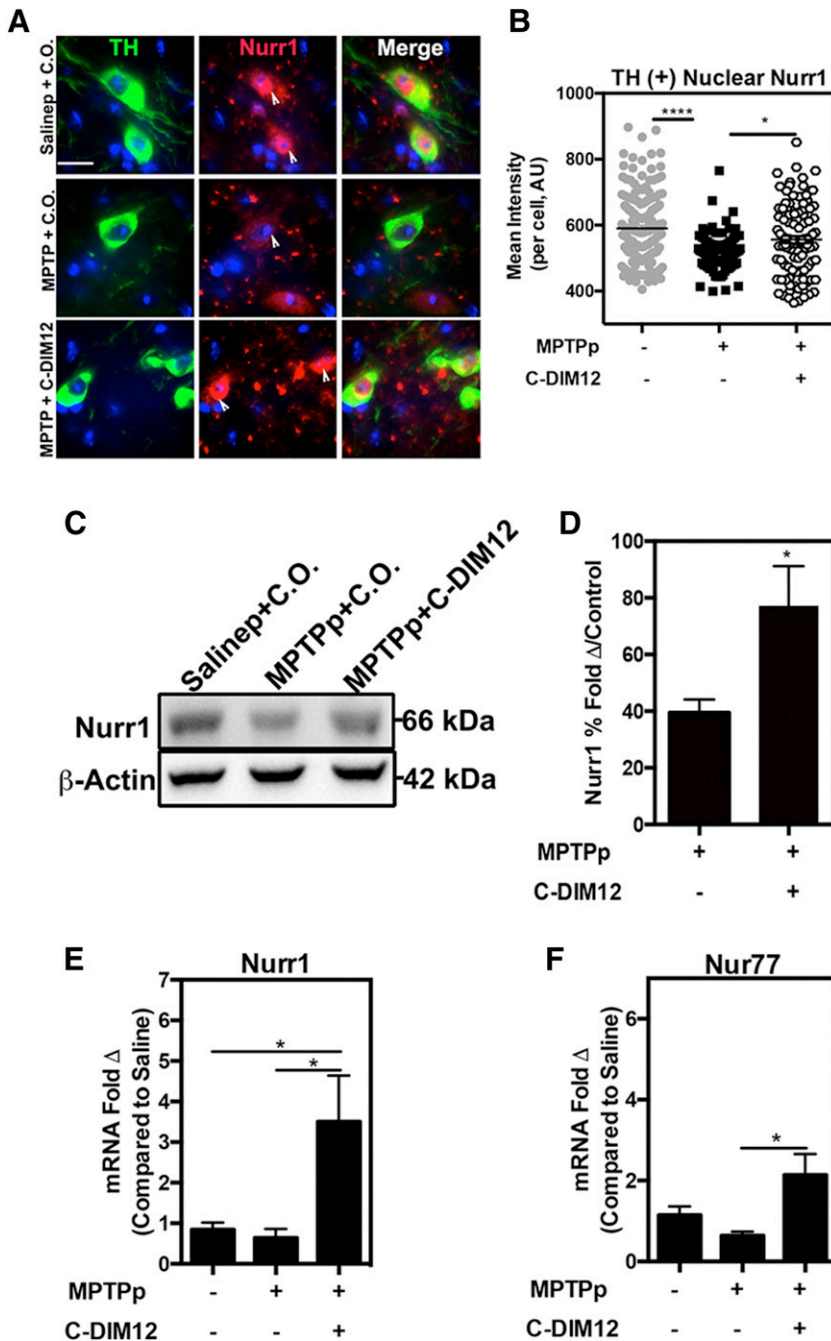 A
TH
Nurr1
Merge
Salinep + C.O.
MPTP + C.O.
MPTP + C-DIM12
B
TH (+) Nuclear Nurr1
Mean Intensity
(per cell, AU)
1000
800
600
400
****
*
MPTPp - + +
C-DIM12 - - +
C
Salinep+C.O.
MPTPp+C.O.
MPTPp+C-DIM12
Nurr1
66 kDa
β-Actin
42 kDa
D
Nurr1 % Fold Δ/Control
100
80
60
40
20
0
*
MPTPp + +
C-DIM12 - +
E
Nurr1
mRNA Fold Δ
(Compared to Saline)
7
6
5
4
3
2
1
0
*
*
MPTPp - + +
C-DIM12 - - +
F
Nur77
mRNA Fold Δ
(Compared to Saline)
6
4
2
0
*
MPTPp - + +
C-DIM12 - - +